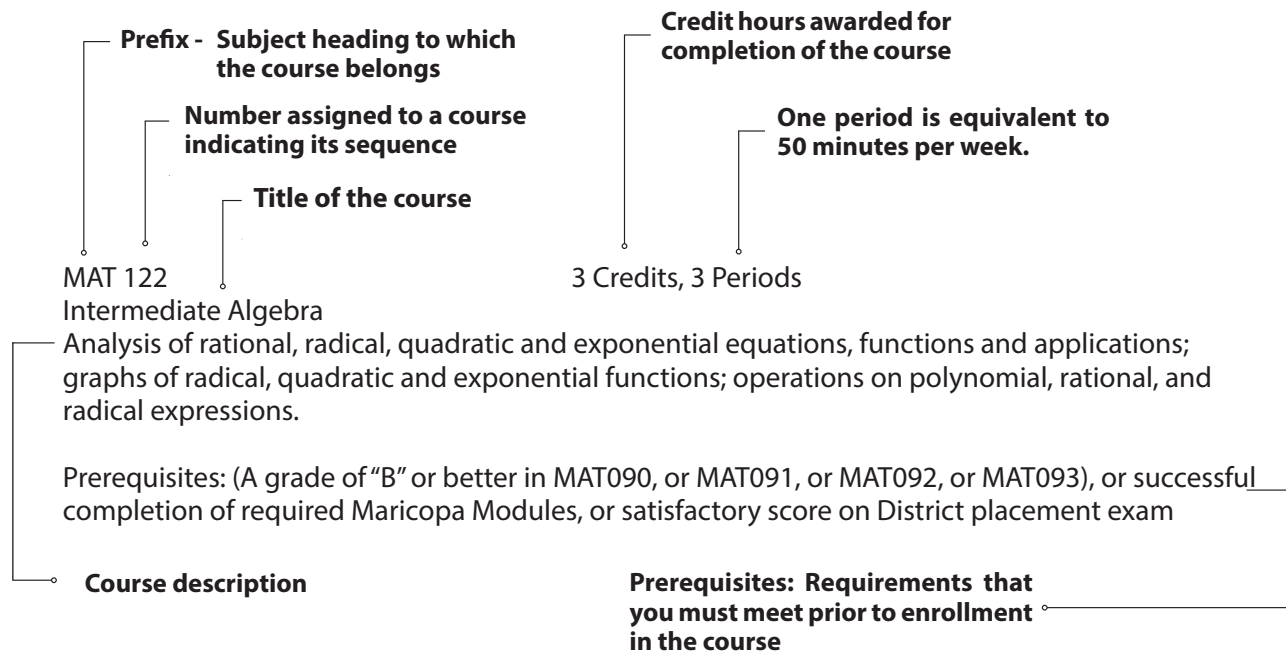 Prefix - Subject heading to which
the course belongs
Credit hours awarded for
completion of the course
Number assigned to a course
indicating its sequence
One period is equivalent to
50 minutes per week.
Title of the course
MAT 122
3 Credits, 3 Periods
Intermediate Algebra
Analysis of rational, radical, quadratic and exponential equations, functions and applications;
graphs of radical, quadratic and exponential functions; operations on polynomial, rational, and
radical expressions.
Prerequisites: (A grade of “B” or better in MAT090, or MAT091, or MAT092, or MAT093), or successful
completion of required Maricopa Modules, or satisfactory score on District placement exam
Course description
Prerequisites: Requirements that
you must meet prior to enrollment
in the course